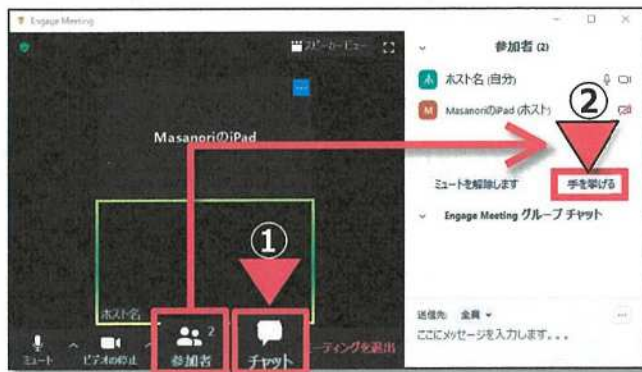 Engage Meeting
スピーカービュー
参加者 (2)
ホ ホスト名 (自分)
M MasanoriのiPad (ホスト)
②
MasanoriのiPad
ミュートを解除します 手を挙げる
Engage Meeting グループ チャット
①
ホスト名
送信先: 全員
ここにメッセージを入力します...
2
ミュート ビデオの停止 参加者 チャット ミーティングを退出